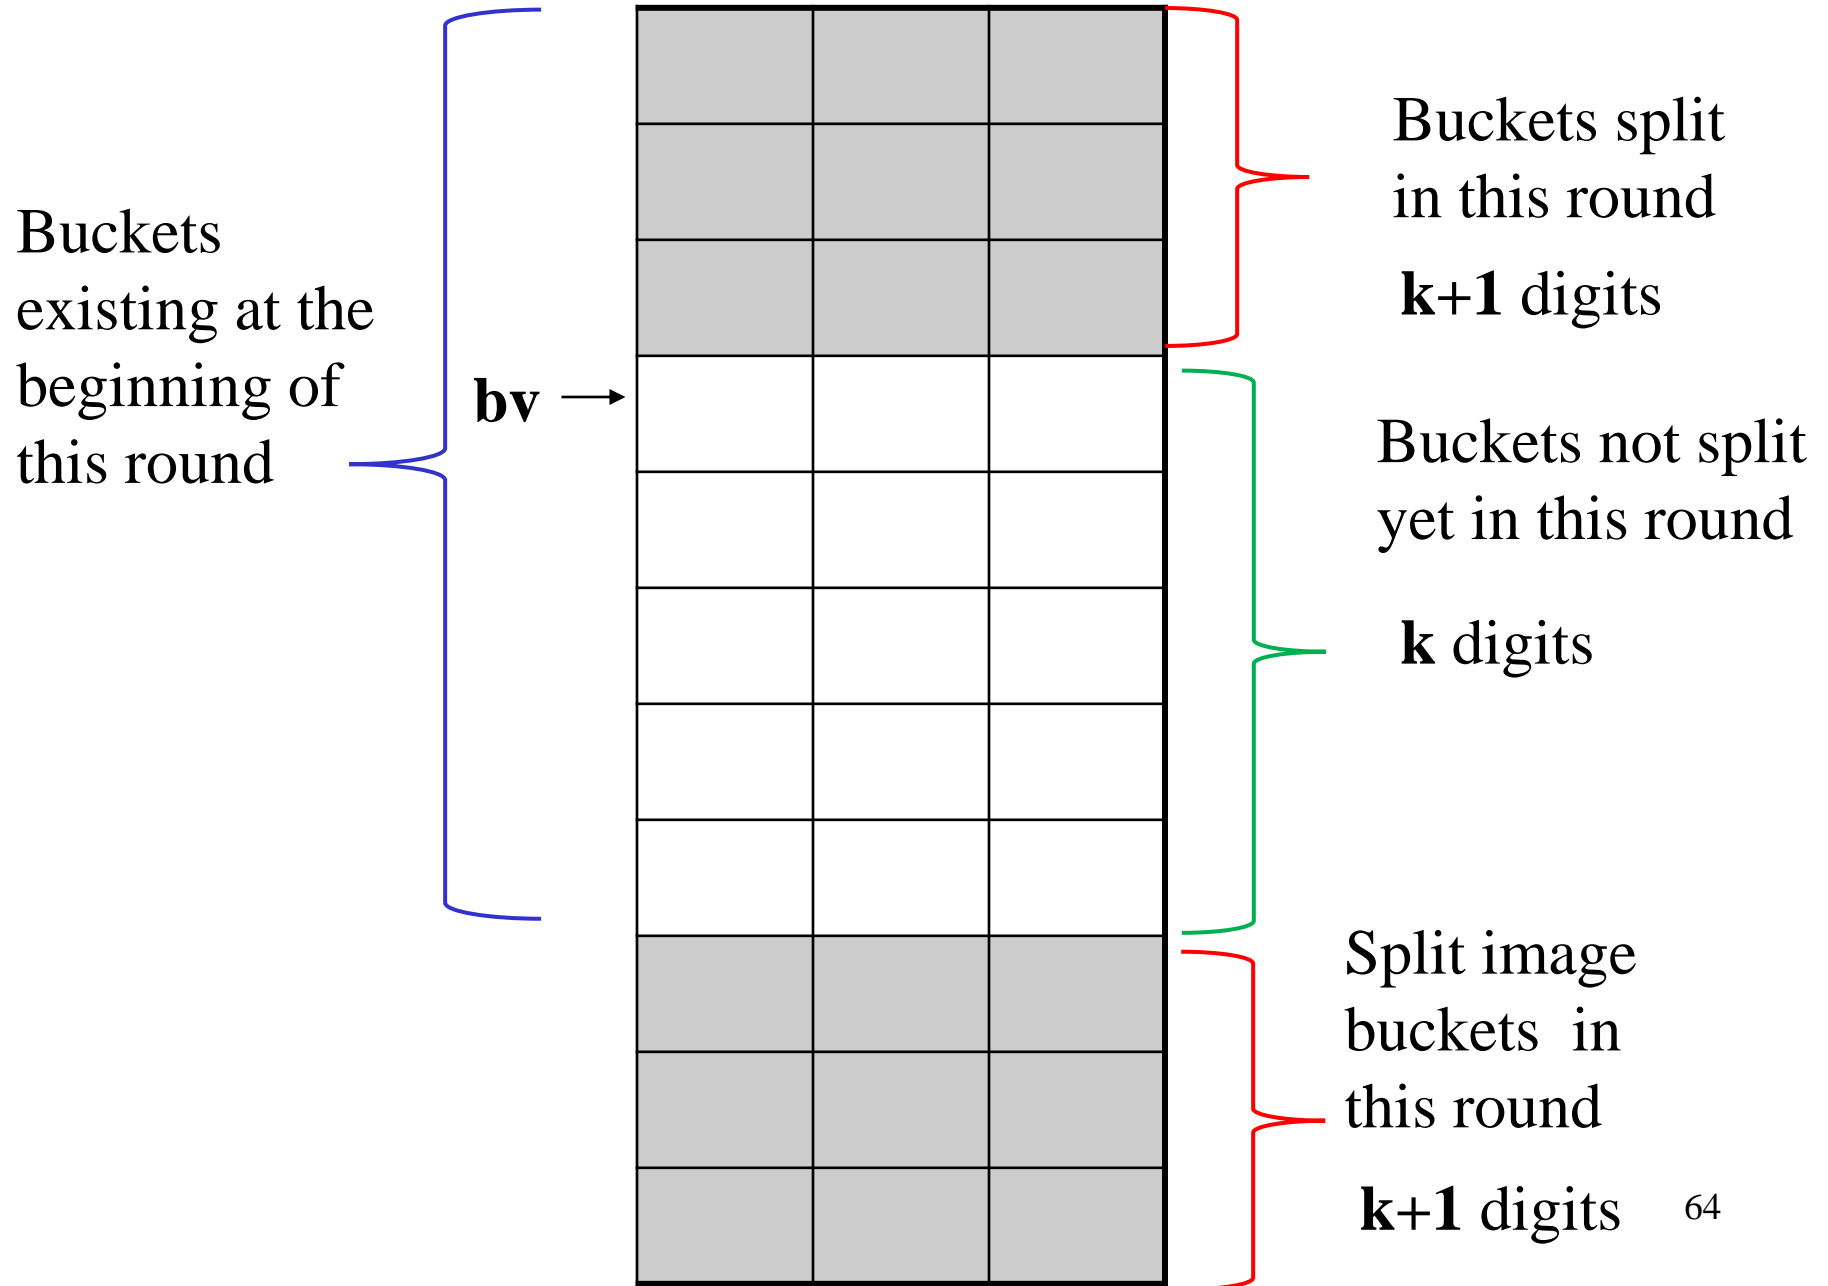 Buckets
existing at the
beginning of
this round
bv
Buckets split
in this round
k+1 digits
Buckets not split
yet in this round
k digits
Split image
buckets in
this round
k+1 digits
64